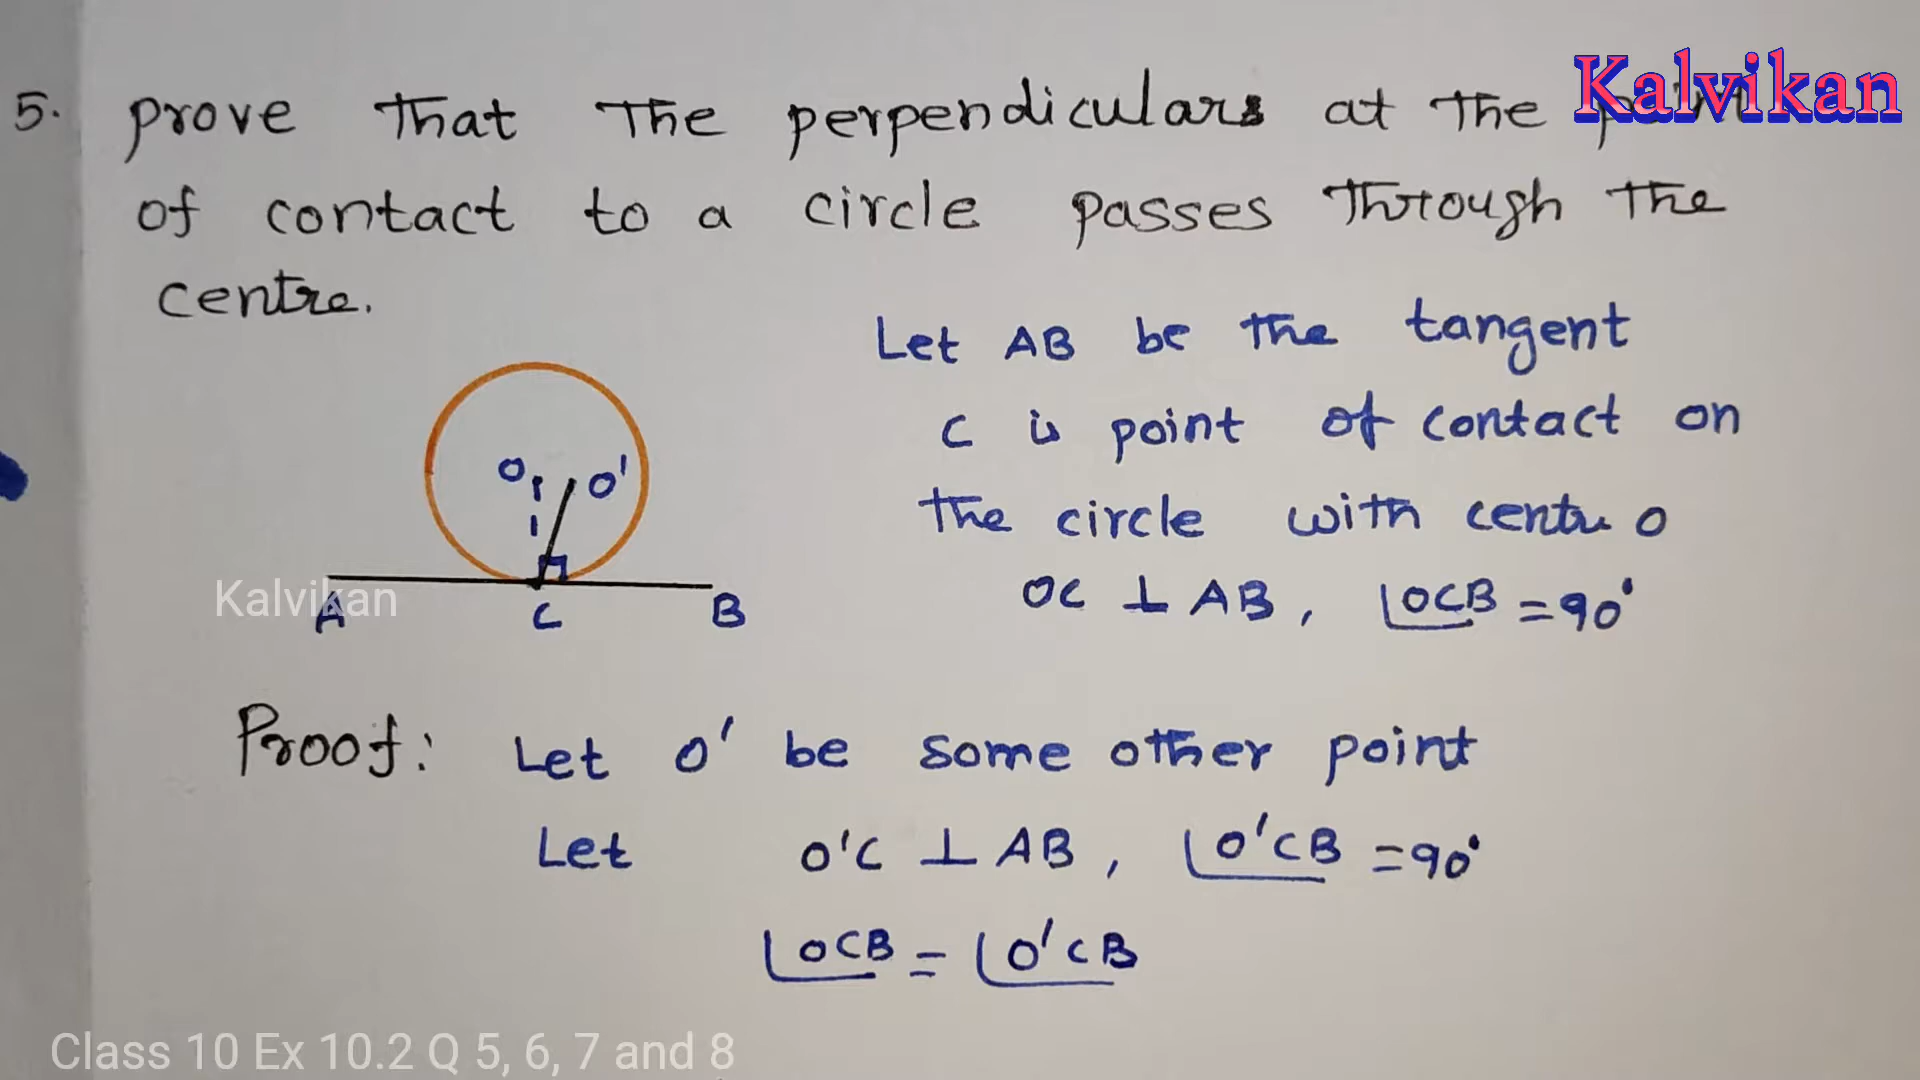 Kalvikan
5. Prove that the perpendiculars at the
of contact to a circle passes through the
centre.
Let AB be the tangent
C is point of contact on
the circle with centre O
OC ⊥ AB, ∠OCB = 90°
O O'
Kalvikan
A C B
Proof: Let O' be some other point
Let O'C ⊥ AB, ∠O'CB = 90°
∠OCB = ∠O'CB
Class 10 Ex 10.2 Q 5, 6, 7 and 8